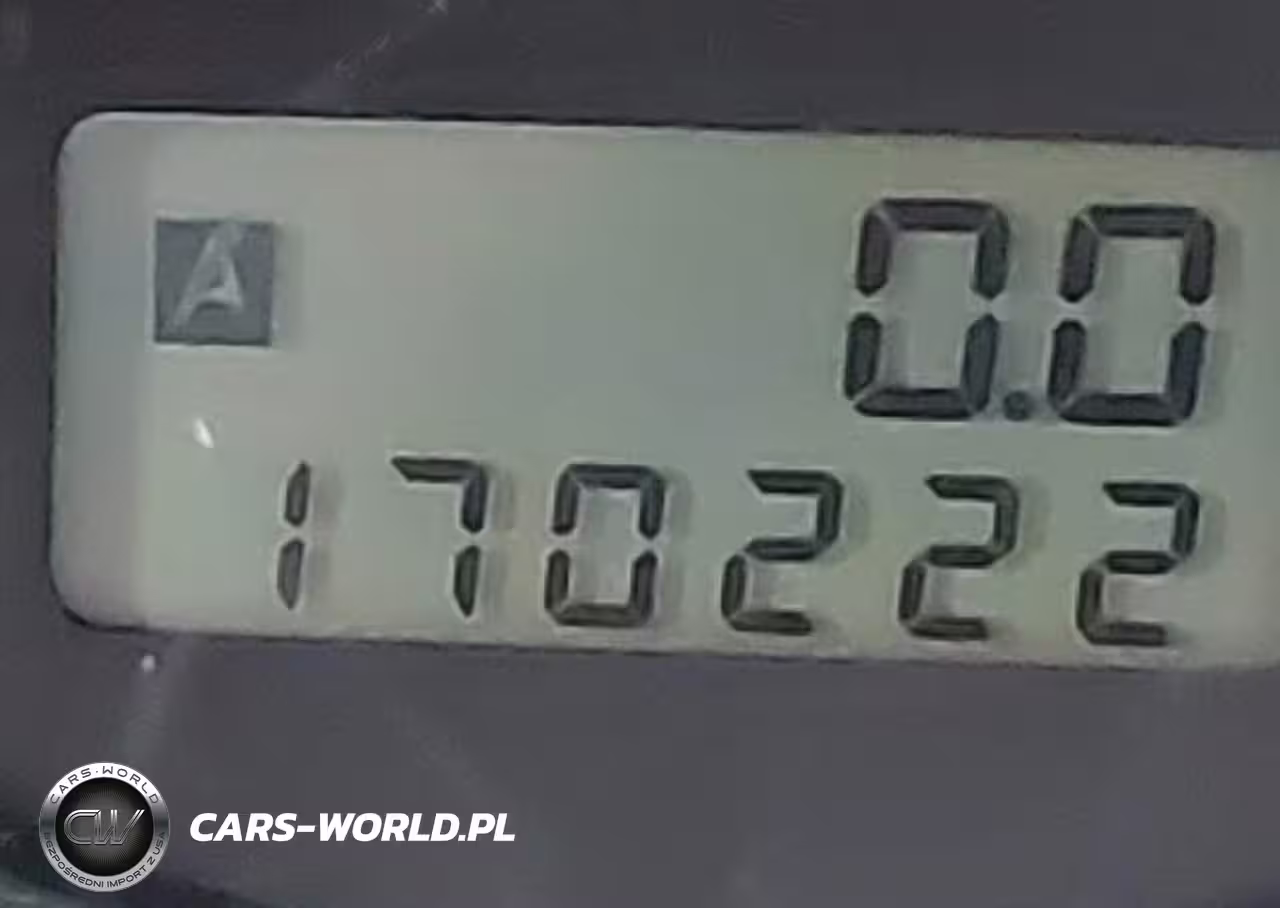 A
0.0
170222
CARS-WORLD
CW
BEZPOŚREDNI IMPORT Z USA
CARS-WORLD.PL